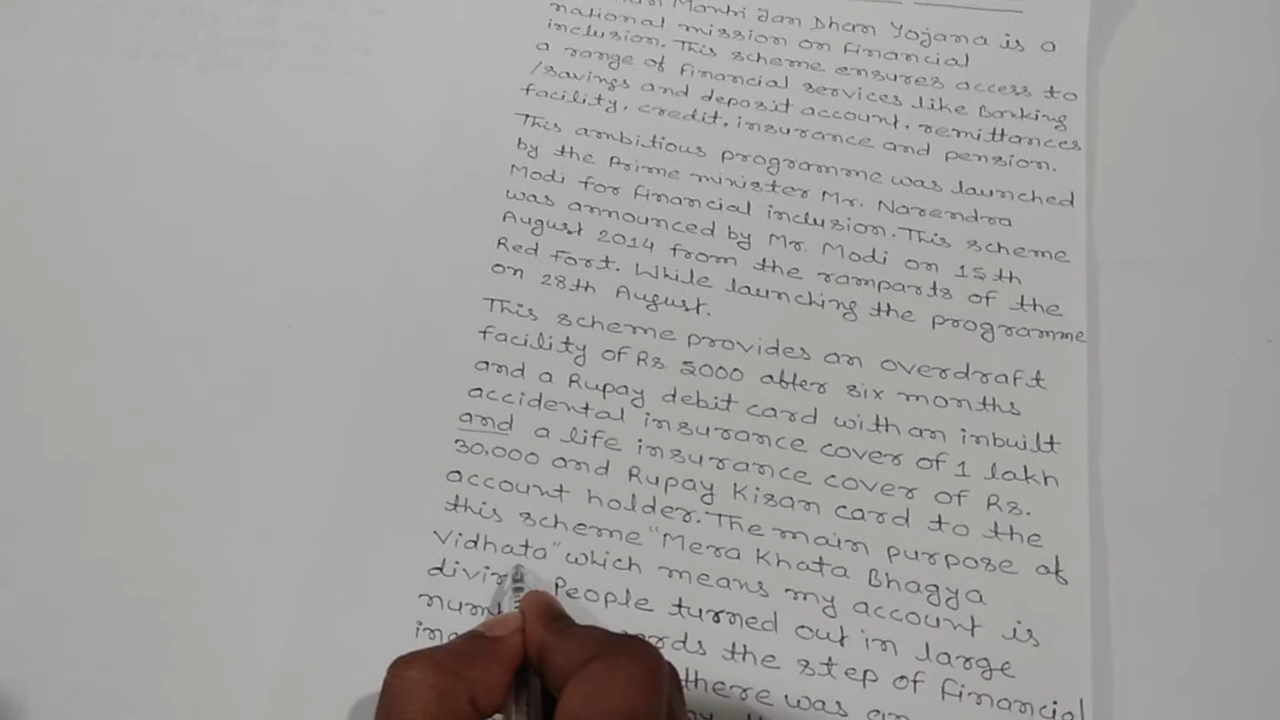 Mantri Jan Dhan Yojana is a
national mission on financial
inclusion. This scheme ensures access to
a range of financial services like Banking
/savings and deposit account, remittances
facility, credit, insurance and pension.
This ambitious programme was launched
by the Prime minister Mr. Narendra
Modi for financial inclusion. This scheme
was announced by Mr. Modi on 15th
August 2014 from the ramparts of the
Red fort. While launching the programme
on 28th August.
This scheme provides an overdraft
facility of Rs. 5000 after six months
and a Rupay debit card with an inbuilt
accidental insurance cover of 1 lakh
and a life insurance cover of Rs.
30,000 and Rupay Kisan card to the
account holder. The main purpose of
this scheme "Mera Khata Bhagya
Vidhata" which means my account is
People turned out in large
the step of financial
there was